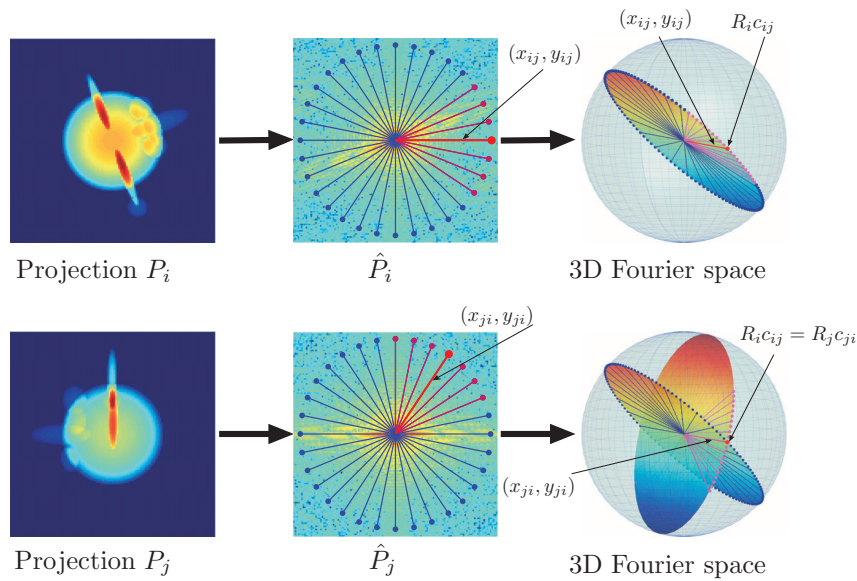 (x_{ij}, y_{ij})
(x_{ij}, y_{ij})
R_i c_{ij}
Projection P_i
\hat{P}_i
3D Fourier space
(x_{ji}, y_{ji})
R_i c_{ij} = R_j c_{ji}
(x_{ji}, y_{ji})
Projection P_j
\hat{P}_j
3D Fourier space